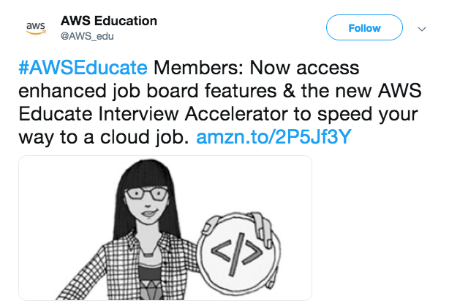 aws
AWS Education
@AWS_edu
Follow
#AWSEducate Members: Now access
enhanced job board features & the new AWS
Educate Interview Accelerator to speed your
way to a cloud job. amzn.to/2P5Jf3Y
</>